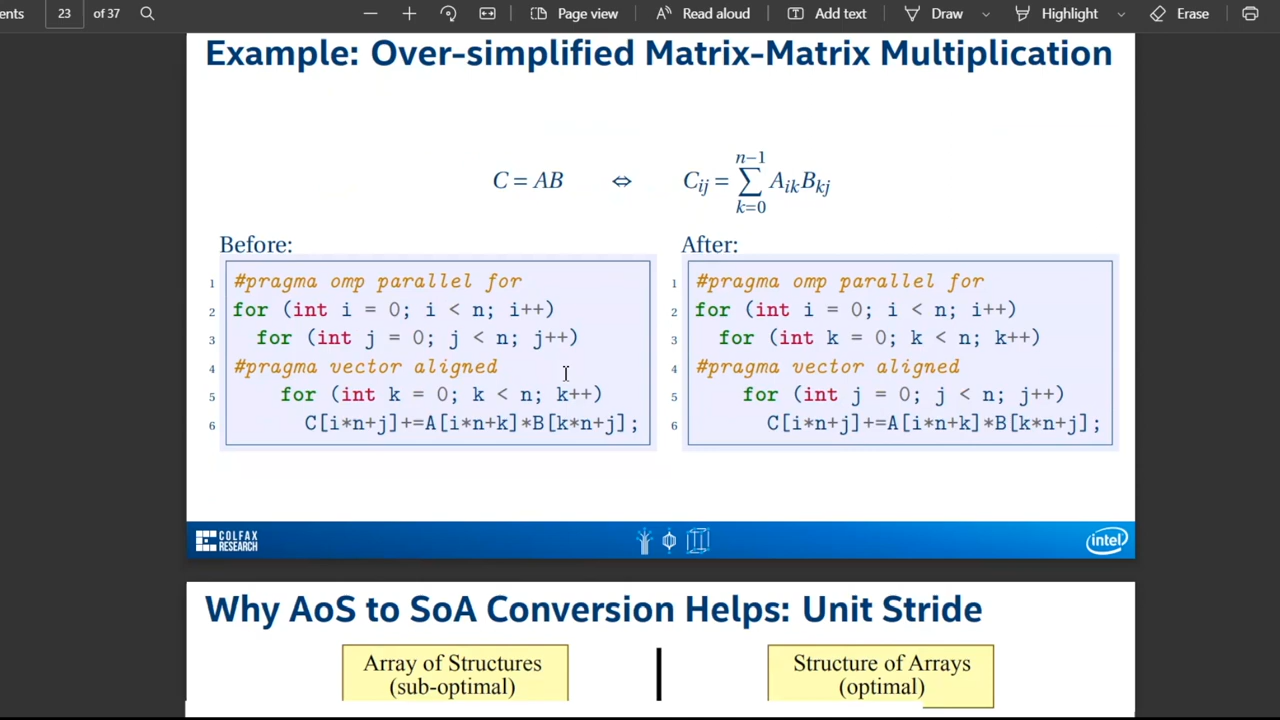 ents 23 of 37 Page view Read aloud Add text Draw Highlight Erase
Example: Over-simplified Matrix-Matrix Multiplication
n−1
C = AB ⇔ Cij = ∑ AikBkj
k=0
Before:
1 #pragma omp parallel for
2 for (int i = 0; i < n; i++)
3 for (int j = 0; j < n; j++)
4 #pragma vector aligned
5 for (int k = 0; k < n; k++)
6 C[i*n+j]+=A[i*n+k]*B[k*n+j];
After:
1 #pragma omp parallel for
2 for (int i = 0; i < n; i++)
3 for (int k = 0; k < n; k++)
4 #pragma vector aligned
5 for (int j = 0; j < n; j++)
6 C[i*n+j]+=A[i*n+k]*B[k*n+j];
COLFAX
RESEARCH
intel
Why AoS to SoA Conversion Helps: Unit Stride
Array of Structures
(sub-optimal)
Structure of Arrays
(optimal)